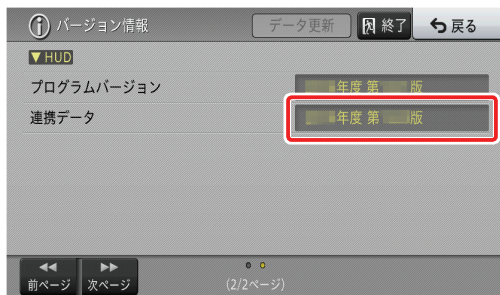 バージョン情報
データ更新 終了 戻る
▼HUD
プログラムバージョン 年度 第 版
連携データ 年度 第 版
前ページ 次ページ (2/2ページ)